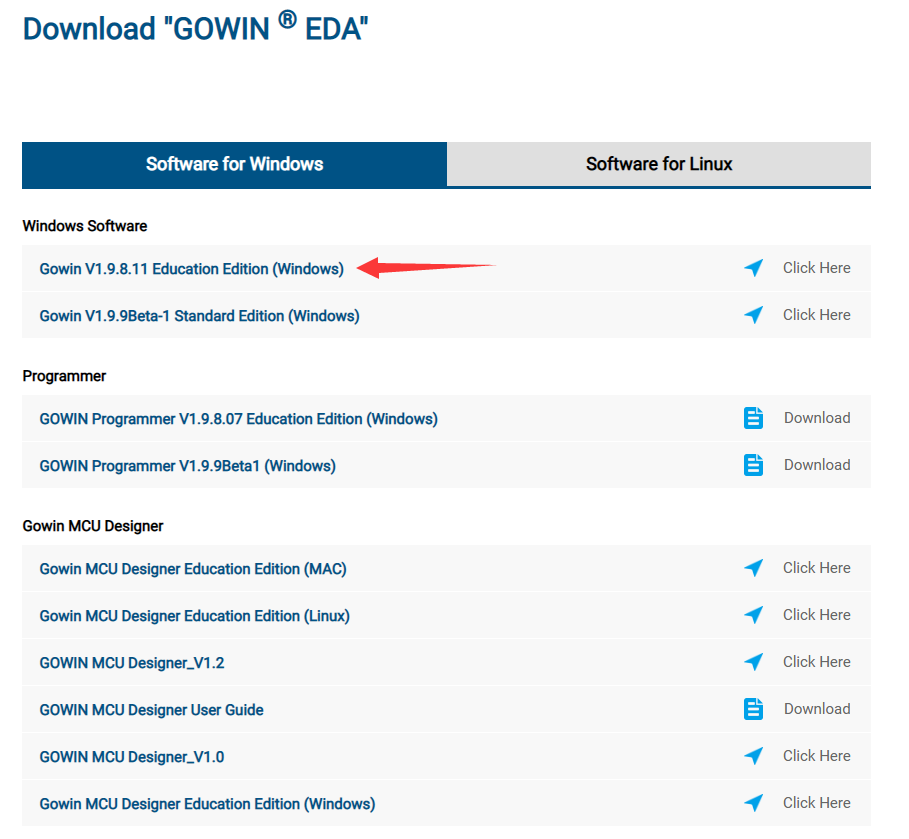 Download "GOWIN ® EDA"
Software for Windows
Software for Linux
Windows Software
Gowin V1.9.8.11 Education Edition (Windows)
Click Here
Gowin V1.9.9Beta-1 Standard Edition (Windows)
Click Here
Programmer
GOWIN Programmer V1.9.8.07 Education Edition (Windows)
Download
GOWIN Programmer V1.9.9Beta1 (Windows)
Download
Gowin MCU Designer
Gowin MCU Designer Education Edition (MAC)
Click Here
Gowin MCU Designer Education Edition (Linux)
Click Here
GOWIN MCU Designer_V1.2
Click Here
GOWIN MCU Designer User Guide
Download
GOWIN MCU Designer_V1.0
Click Here
Gowin MCU Designer Education Edition (Windows)
Click Here